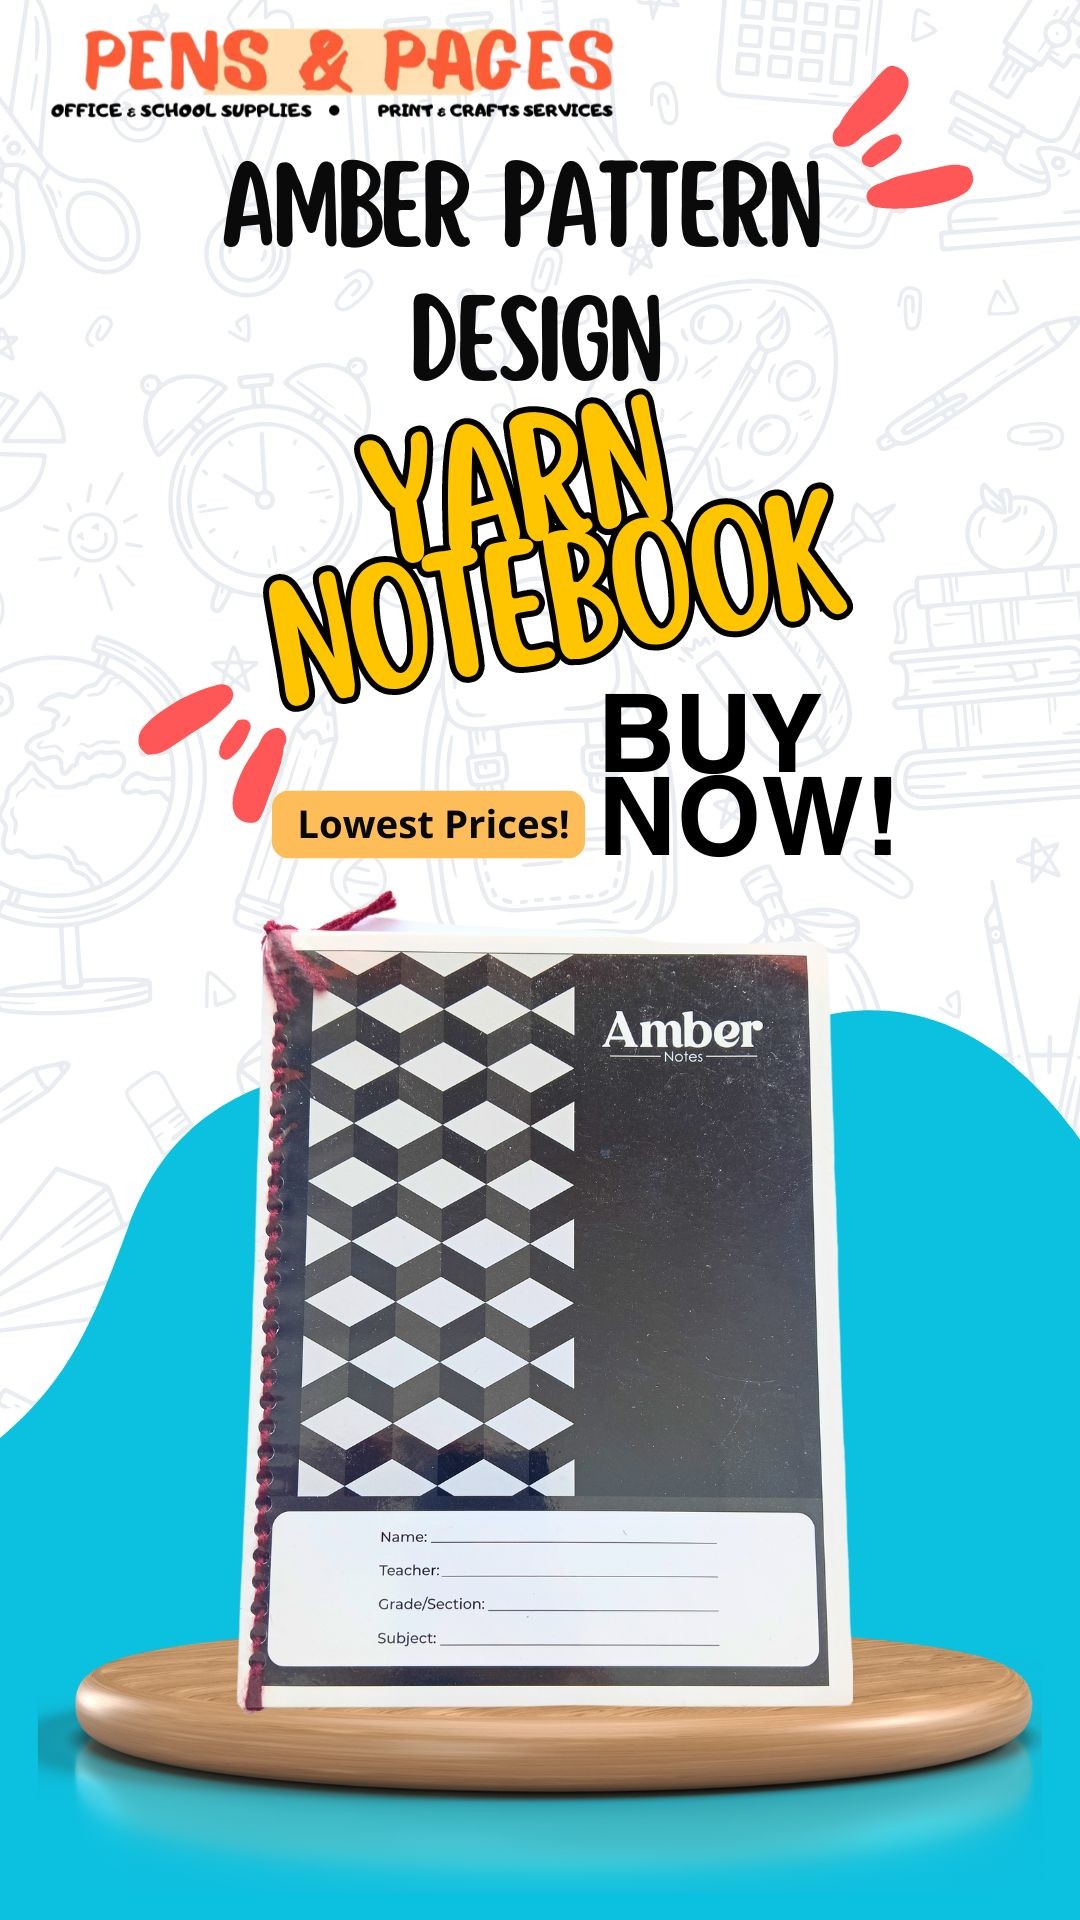 PENS & PAGES
OFFICE & SCHOOL SUPPLIES • PRINT & CRAFTS SERVICES
AMBER PATTERN
DESIGN
YARN
NOTEBOOK
BUY
NOW!
Lowest Prices!
Amber
Notes
Name:
Teacher:
Grade/Section:
Subject: